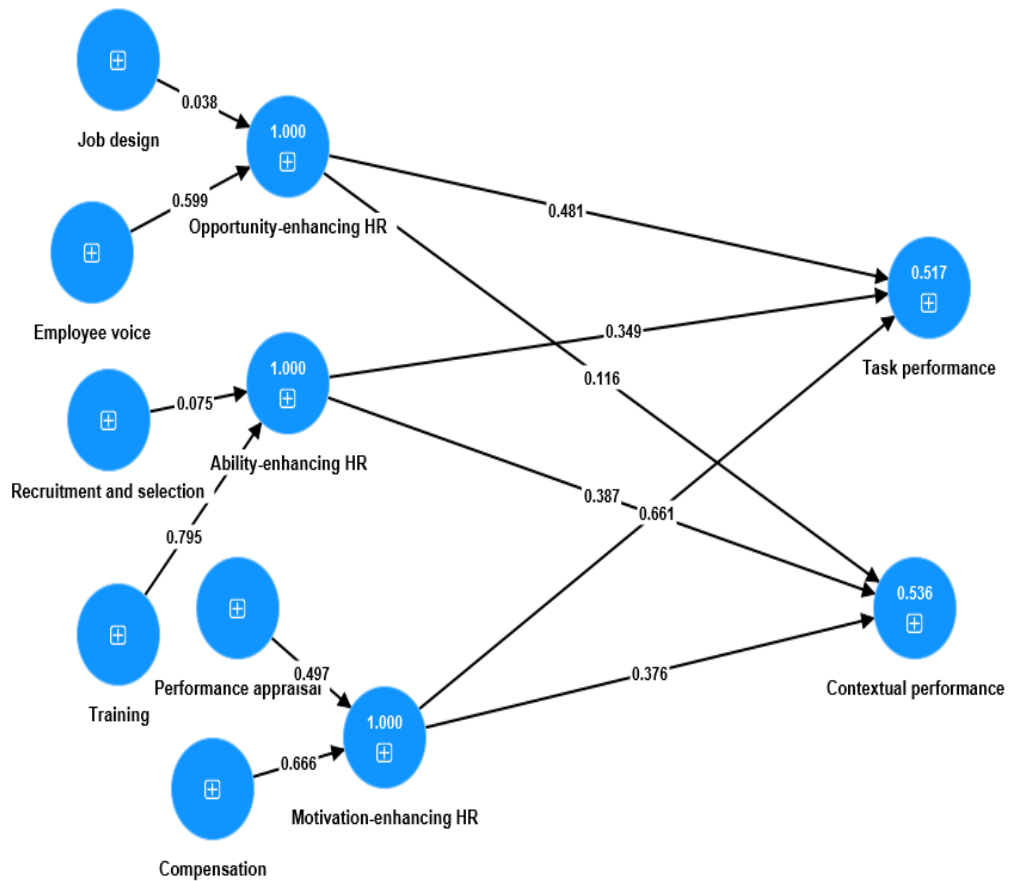 0.038
Job design
1.000
Opportunity-enhancing HR
0.599
Employee voice
0.481
0.517
Task performance
0.349
1.000
Ability-enhancing HR
0.116
0.075
Recruitment and selection
0.387
0.661
0.795
Training
0.536
Contextual performance
0.497
Performance appraisal
0.376
1.000
Motivation-enhancing HR
0.666
Compensation